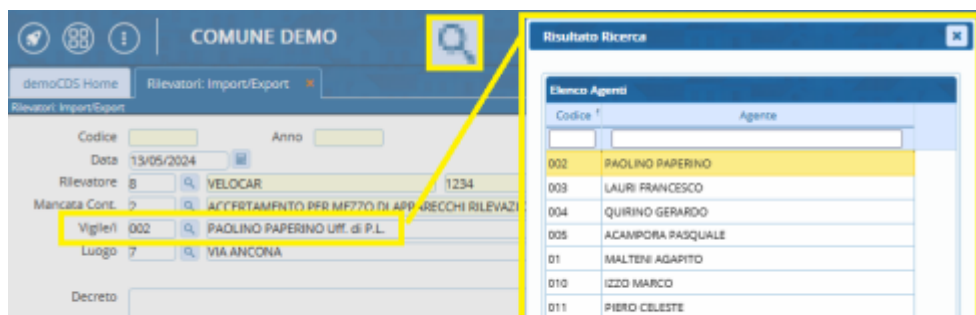 COMUNE DEMO
demoCDS Home
Rilevatori: Import/Export
Rilevatori: Import/Export
Codice
Anno
Data 13/05/2024
Rilevatore 8 VELOCAR 1234
Mancata Cont. 2 ACCERTAMENTO PER MEZZO DI APPARECCHI RILEVAZI
Vigile/i 002 PAOLINO PAPERINO Uff. di P.L.
Luogo 7 VIA ANCONA
Decreto
Risultato Ricerca
Elenco Agenti
Codice Agente
002 PAOLINO PAPERINO
003 LAURI FRANCESCO
004 QUIRINO GERARDO
005 ACAMPORA PASQUALE
01 MALTENI AGAPITO
010 IZZO MARCO
011 PIERO CELESTE